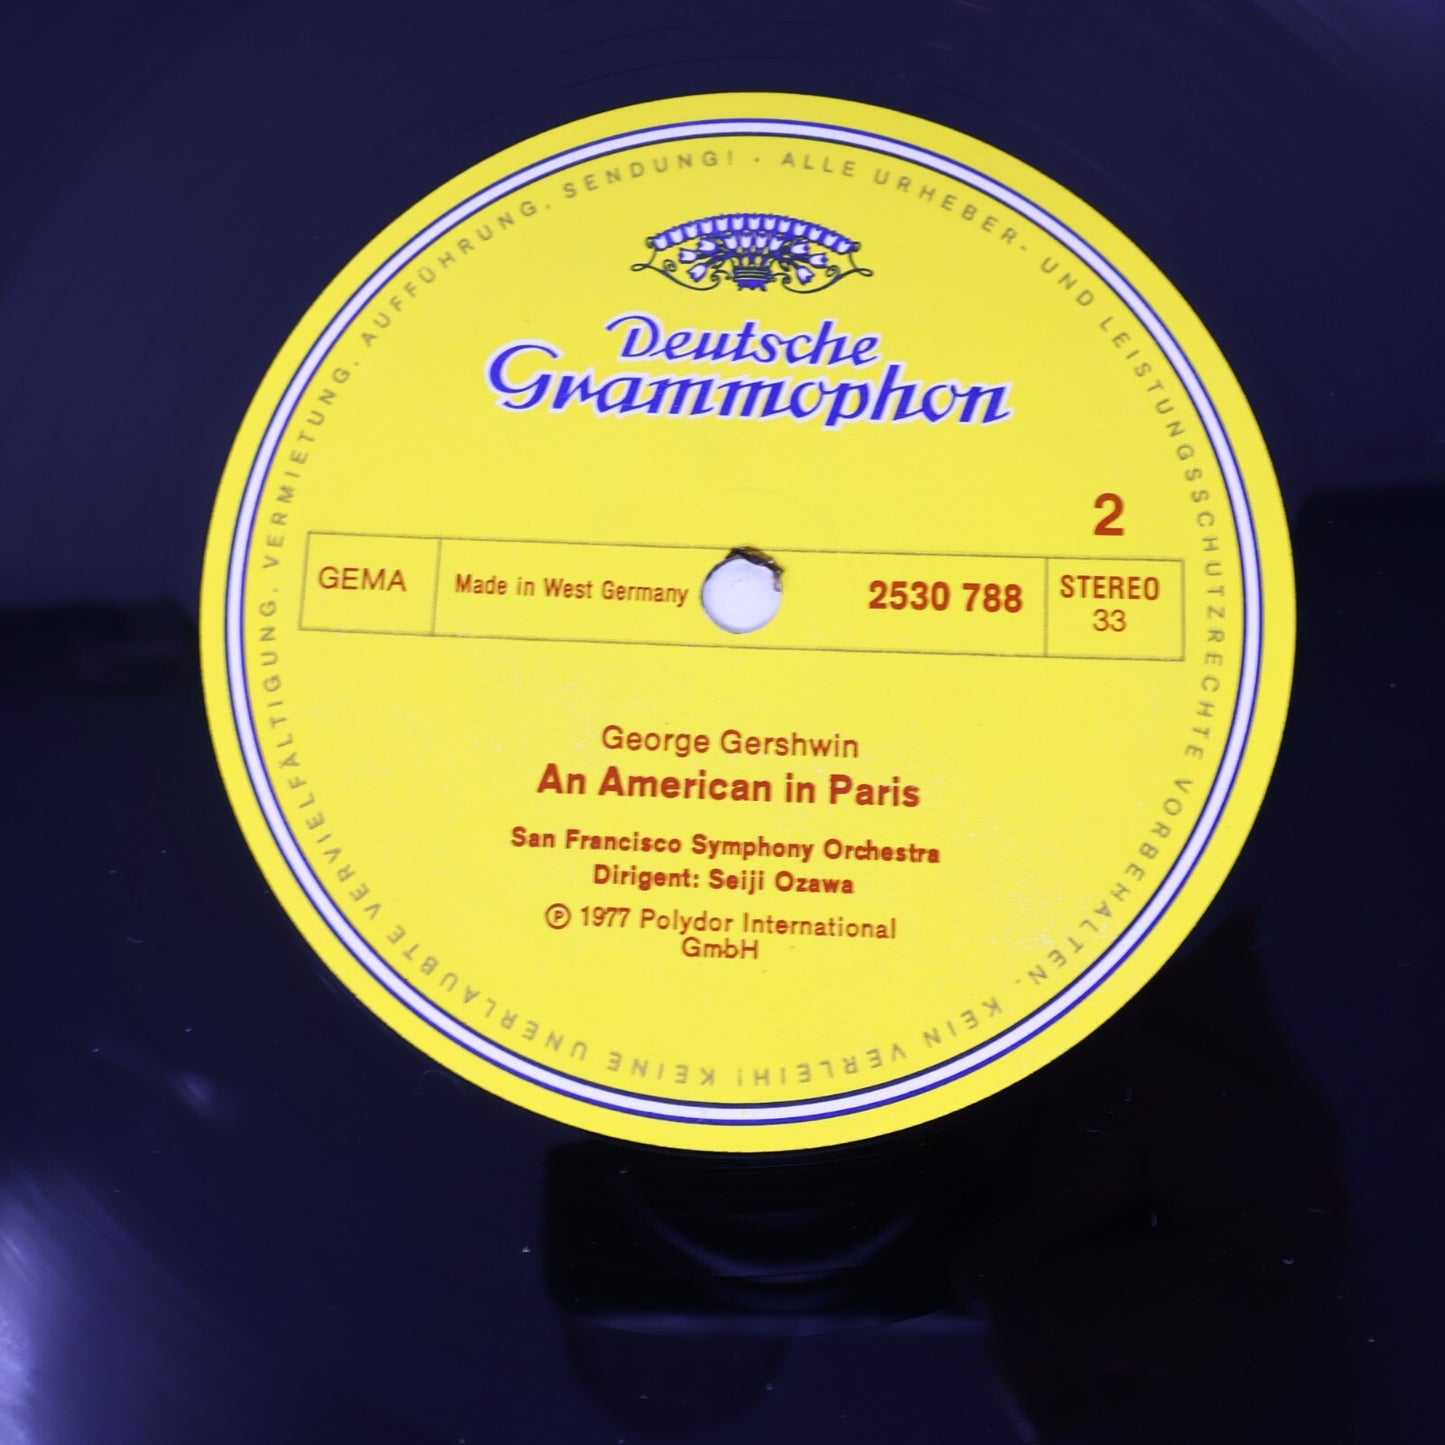 ALLE URHEBER- UND LEISTUNGSSCHUTZRECHTE VORBEHALTEN. KEIN VERLEIH! KEINE UNERLAUBTE VERVIELFÄLTIGUNG, VERMIETUNG, AUFFÜHRUNG, SENDUNG! ·
Deutsche
Grammophon
2
GEMA
Made in West Germany
2530 788
STEREO
33
George Gershwin
An American in Paris
San Francisco Symphony Orchestra
Dirigent: Seiji Ozawa
Ⓟ 1977 Polydor International
GmbH